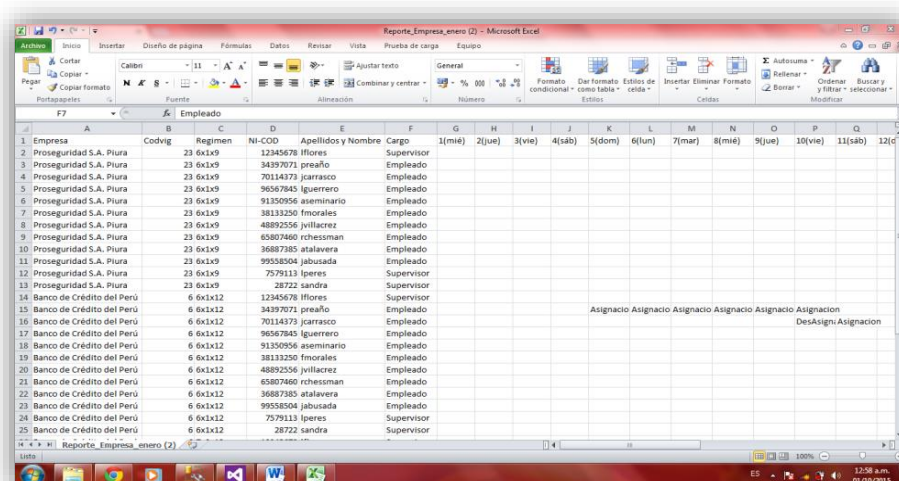 Reporte_Empresa_enero (2) - Microsoft Excel
Archivo Inicio Insertar Diseño de página Fórmulas Datos Revisar Vista Prueba de carga Equipo
Pegar
Cortar
Copiar
Copiar formato
Portapapeles
Calibri 11
N K S
Fuente
Ajustar texto
Combinar y centrar
Alineación
General
% 000
Número
Formato condicional
Dar formato como tabla
Estilos de celda
Estilos
Insertar Eliminar Formato
Celdas
Σ Autosuma
Rellenar
Borrar
Ordenar y filtrar
Buscar y seleccionar
Modificar
F7 fx Empleado
A B C D E F G H I J K L M N O P Q
1 Empresa Codvig Regimen NI-COD Apellidos y Nombre Cargo 1(mié) 2(jue) 3(vie) 4(sáb) 5(dom) 6(lun) 7(mar) 8(mié) 9(jue) 10(vie) 11(sáb) 12(d
2 Proseguridad S.A. Piura 23 6x1x9 12345678 lflores Supervisor
3 Proseguridad S.A. Piura 23 6x1x9 34397071 preaño Empleado
4 Proseguridad S.A. Piura 23 6x1x9 70114373 jcarrasco Empleado
5 Proseguridad S.A. Piura 23 6x1x9 96567845 lguerrero Empleado
6 Proseguridad S.A. Piura 23 6x1x9 91350956 aseminario Empleado
7 Proseguridad S.A. Piura 23 6x1x9 38133250 fmorales Empleado
8 Proseguridad S.A. Piura 23 6x1x9 48892556 jvillacrez Empleado
9 Proseguridad S.A. Piura 23 6x1x9 65807460 rchessman Empleado
10 Proseguridad S.A. Piura 23 6x1x9 36887385 atalavera Empleado
11 Proseguridad S.A. Piura 23 6x1x9 99558504 jabusada Empleado
12 Proseguridad S.A. Piura 23 6x1x9 7579113 lperes Supervisor
13 Proseguridad S.A. Piura 23 6x1x9 28722 sandra Supervisor
14 Banco de Crédito del Perú 6 6x1x12 12345678 lflores Supervisor
15 Banco de Crédito del Perú 6 6x1x12 34397071 preaño Empleado Asignacio Asignacio Asignacio Asignacio Asignacio Asignacion
16 Banco de Crédito del Perú 6 6x1x12 70114373 jcarrasco Empleado DesAsigna Asignacion
17 Banco de Crédito del Perú 6 6x1x12 96567845 lguerrero Empleado
18 Banco de Crédito del Perú 6 6x1x12 91350956 aseminario Empleado
19 Banco de Crédito del Perú 6 6x1x12 38133250 fmorales Empleado
20 Banco de Crédito del Perú 6 6x1x12 48892556 jvillacrez Empleado
21 Banco de Crédito del Perú 6 6x1x12 65807460 rchessman Empleado
22 Banco de Crédito del Perú 6 6x1x12 36887385 atalavera Empleado
23 Banco de Crédito del Perú 6 6x1x12 99558504 jabusada Empleado
24 Banco de Crédito del Perú 6 6x1x12 7579113 lperes Supervisor
25 Banco de Crédito del Perú 6 6x1x12 28722 sandra Supervisor
Reporte_Empresa_enero (2)
Listo 100%
ES 12:58 a.m.
01/10/2015